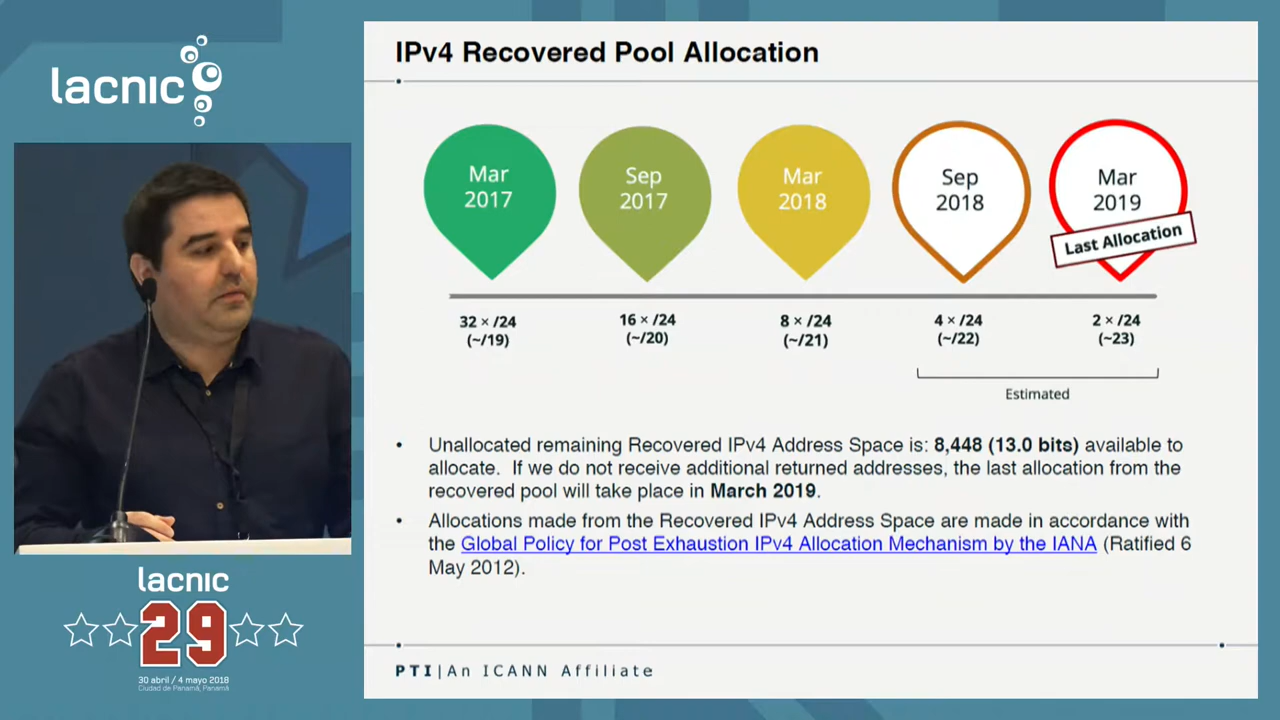 lacnic
IPv4 Recovered Pool Allocation
Mar
2017
Sep
2017
Mar
2018
Sep
2018
Mar
2019
Last Allocation
32 × /24
(~/19)
16 × /24
(~/20)
8 × /24
(~/21)
4 × /24
(~/22)
2 × /24
(~23)
Estimated
• Unallocated remaining Recovered IPv4 Address Space is: 8,448 (13.0 bits) available to
allocate. If we do not receive additional returned addresses, the last allocation from the
recovered pool will take place in March 2019.
• Allocations made from the Recovered IPv4 Address Space are made in accordance with
the Global Policy for Post Exhaustion IPv4 Allocation Mechanism by the IANA (Ratified 6
May 2012).
PTI|An ICANN Affiliate
lacnic
29
30 abril / 4 mayo 2018
Ciudad de Panamá, Panamá